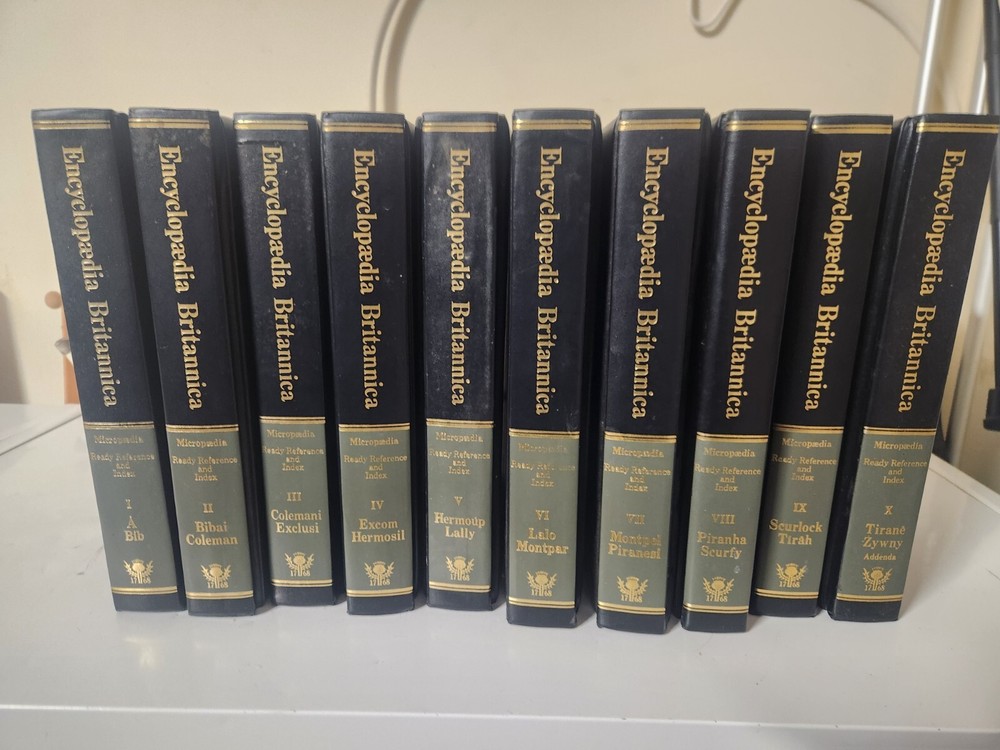 Encyclopædia Britannica
Micropædia
Ready Reference
and
Index
I
A
Bib
1768
Encyclopædia Britannica
Micropædia
Ready Reference
and
Index
II
Bibai
Coleman
1768
Encyclopædia Britannica
Micropædia
Ready Reference
and
Index
III
Colemani
Exclusi
1768
Encyclopædia Britannica
Micropædia
Ready Reference
and
Index
IV
Excom
Hermosil
1768
Encyclopædia Britannica
Micropædia
Ready Reference
and
Index
V
Hermoup
Lally
1768
Encyclopædia Britannica
Micropædia
Ready Reference
and
Index
VI
Lalo
Montpar
1768
Encyclopædia Britannica
Micropædia
Ready Reference
and
Index
VII
Montpel
Piranesi
1768
Encyclopædia Britannica
Micropædia
Ready Reference
and
Index
VIII
Piranha
Scurfy
1768
Encyclopædia Britannica
Micropædia
Ready Reference
and
Index
IX
Scurlock
Tirah
1768
Encyclopædia Britannica
Micropædia
Ready Reference
and
Index
X
Tiranë
Zywny
Addenda
1768